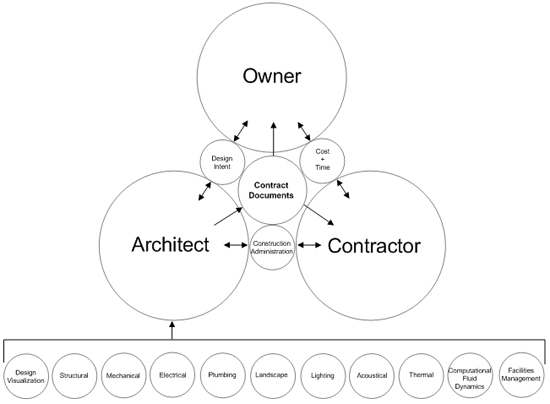 Owner
Design
Intent
Cost
+
Time
Contract
Documents
Architect
Construction
Administration
Contractor
Design
Visualization
Structural
Mechanical
Electrical
Plumbing
Landscape
Lighting
Acoustical
Thermal
Computational
Fluid
Dynamics
Facilities
Management